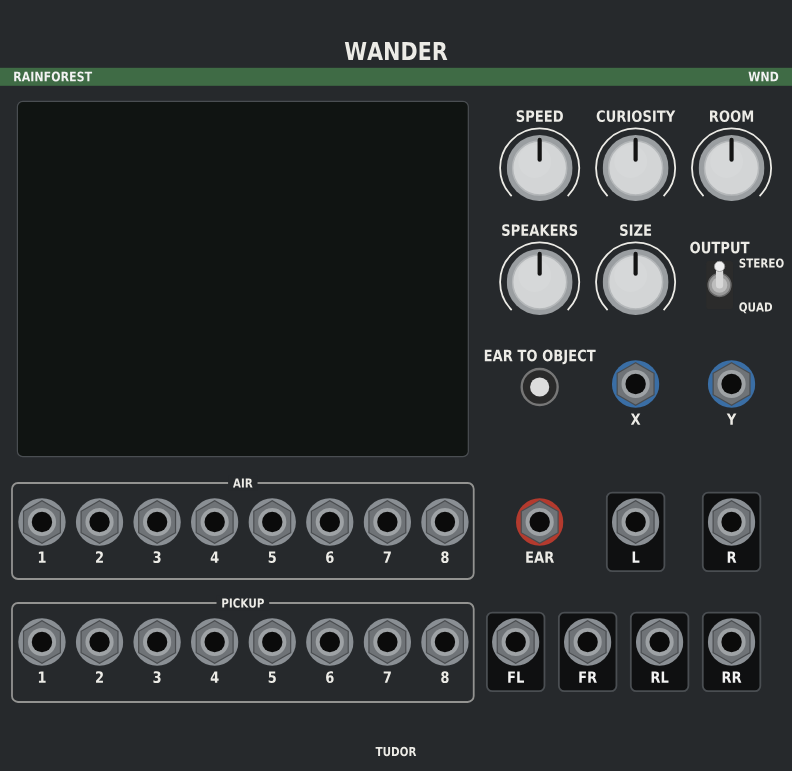 WANDER
RAINFOREST WND
SPEED CURIOSITY ROOM
SPEAKERS SIZE OUTPUT
STEREO
QUAD
EAR TO OBJECT
X Y
AIR
1 2 3 4 5 6 7 8 EAR L R
PICKUP
1 2 3 4 5 6 7 8 FL FR RL RR
TUDOR